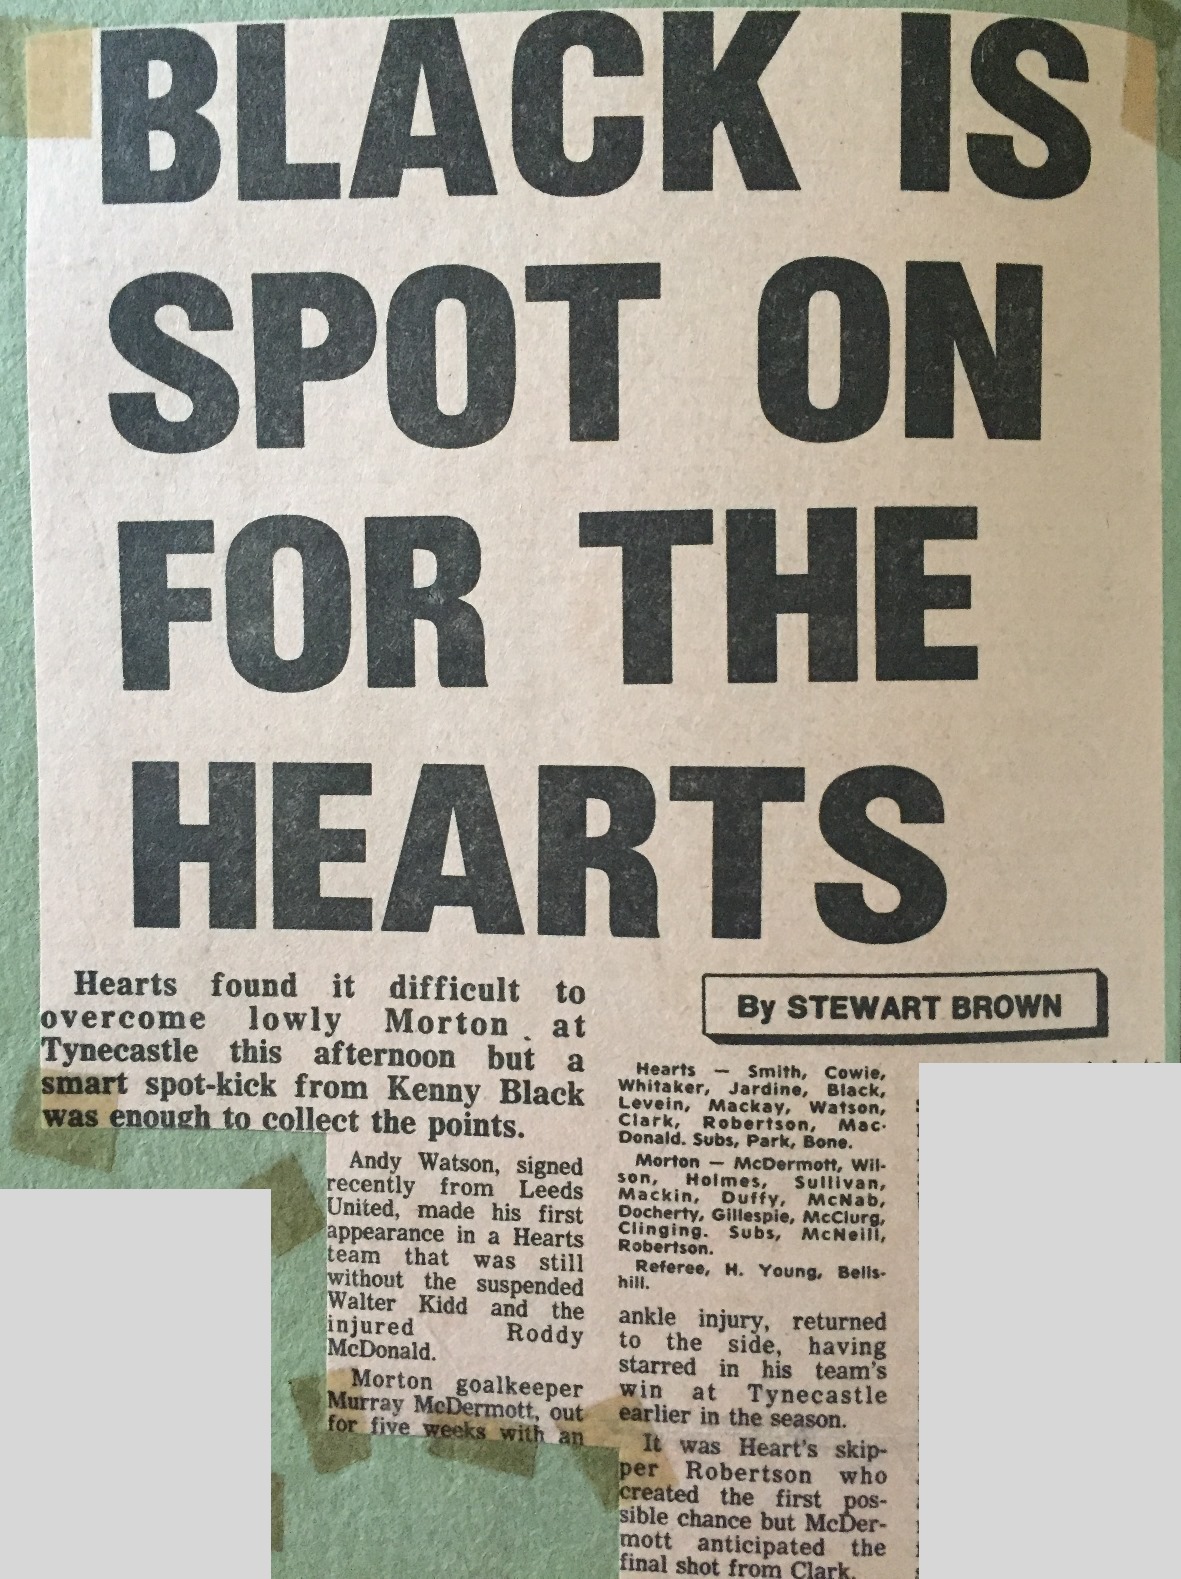 BLACK IS
SPOT ON
FOR THE
HEARTS
Hearts found it difficult to
overcome lowly Morton at
Tynecastle this afternoon but a
smart spot-kick from Kenny Black
was enough to collect the points.
Andy Watson, signed
recently from Leeds
United, made his first
appearance in a Hearts
team that was still
without the suspended
Walter Kidd and the
injured Roddy
McDonald.
Morton goalkeeper
Murray McDermott, out
for five weeks with an
By STEWART BROWN
Hearts — Smith, Cowie,
Whitaker, Jardine, Black,
Levein, Mackay, Watson,
Clark, Robertson, Mac-
Donald. Subs, Park, Bone.
Morton — McDermott, Wil-
son, Holmes, Sullivan,
Mackin, Duffy, McNab,
Docherty, Gillespie, McClurg,
Clinging. Subs, McNeill,
Robertson.
Referee, H. Young, Bells-
hill.
ankle injury, returned
to the side, having
starred in his team's
win at Tynecastle
earlier in the season.
It was Heart's skip-
per Robertson who
created the first pos-
sible chance but McDer-
mott anticipated the
final shot from Clark.